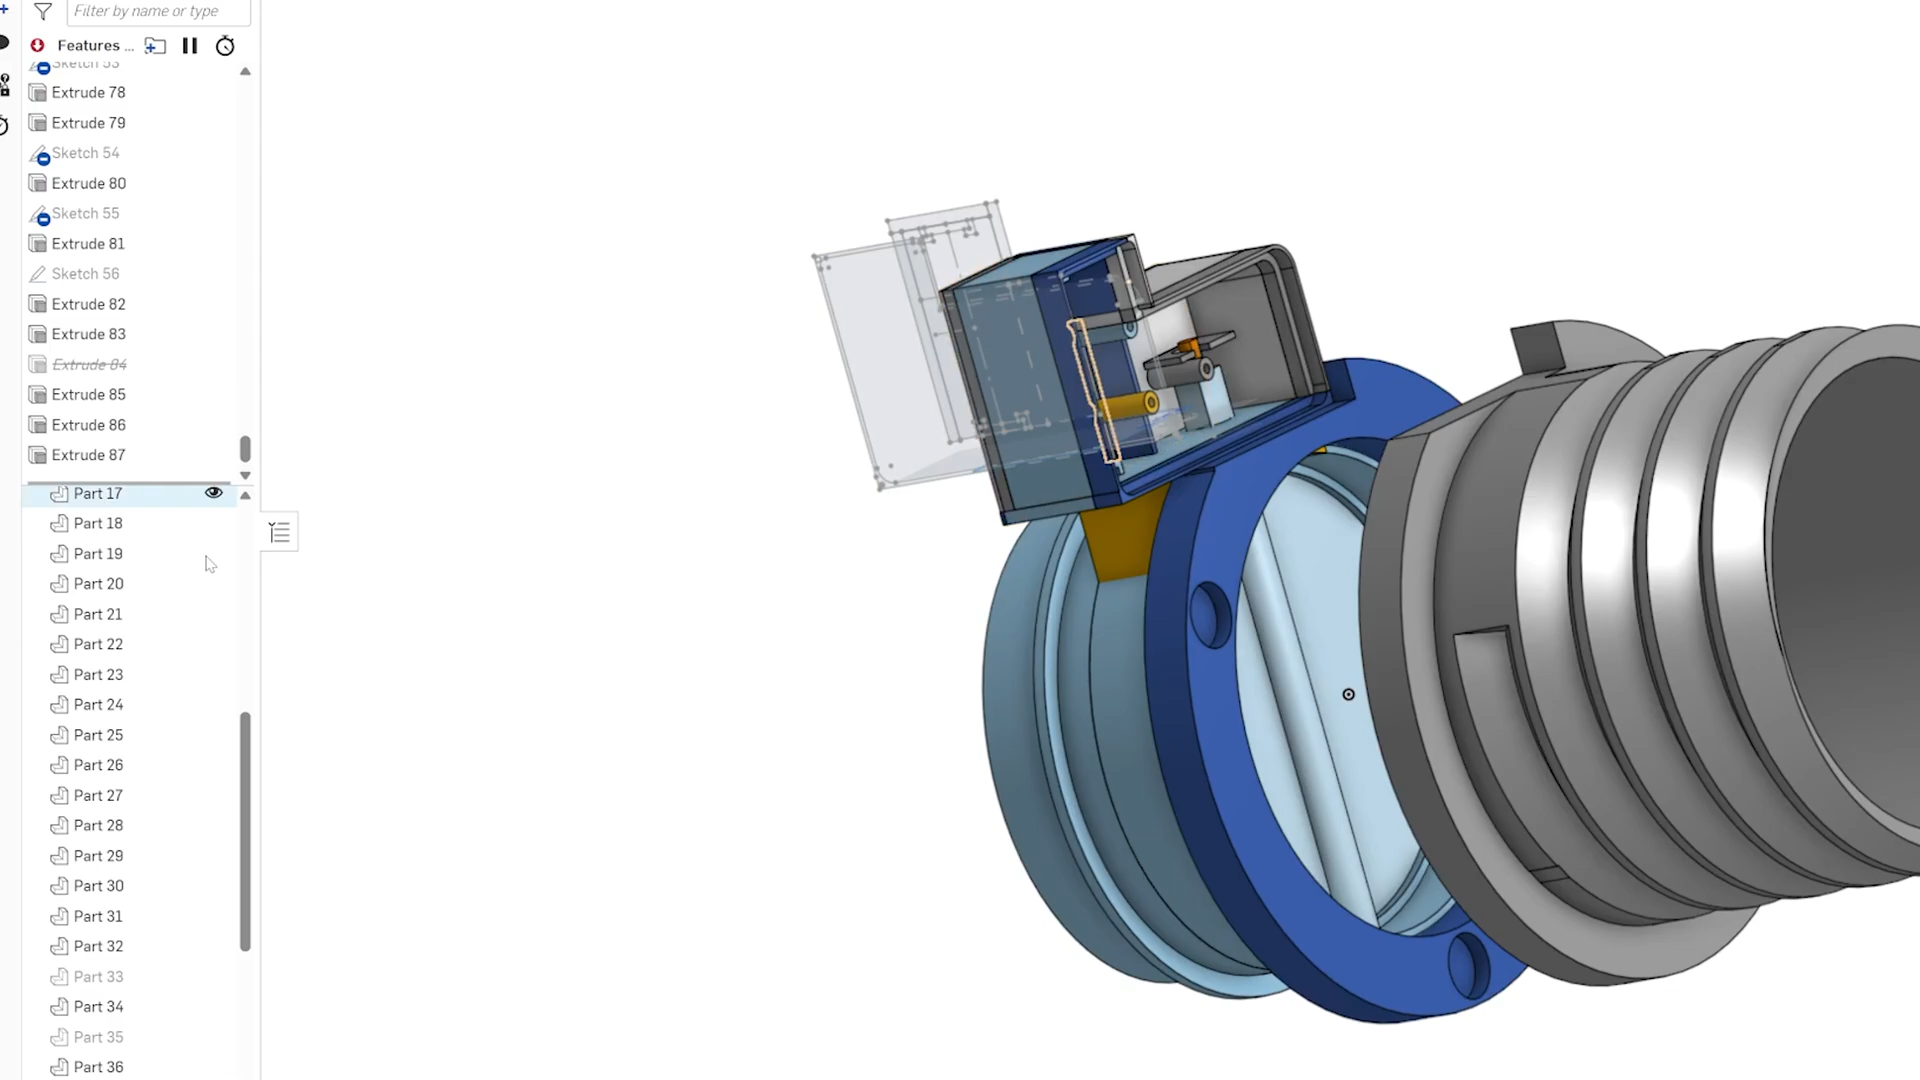 Filter by name or type
Features ...
Sketch 53
Extrude 78
Extrude 79
Sketch 54
Extrude 80
Sketch 55
Extrude 81
Sketch 56
Extrude 82
Extrude 83
Extrude 84
Extrude 85
Extrude 86
Extrude 87
Part 17
Part 18
Part 19
Part 20
Part 21
Part 22
Part 23
Part 24
Part 25
Part 26
Part 27
Part 28
Part 29
Part 30
Part 31
Part 32
Part 33
Part 34
Part 35
Part 36